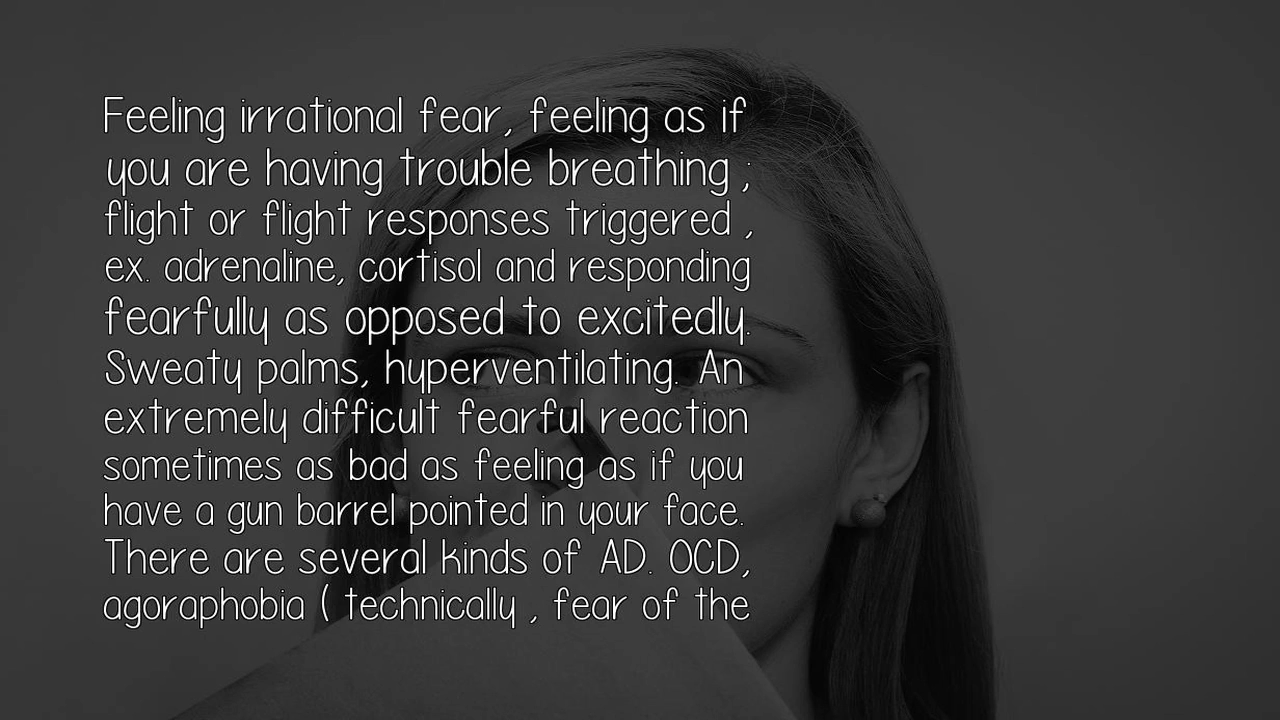 Feeling irrational fear, feeling as if
you are having trouble breathing ;
flight or flight responses triggered ,
ex. adrenaline, cortisol and responding
fearfully as opposed to excitedly.
Sweaty palms, hyperventilating. An
extremely difficult fearful reaction
sometimes as bad as feeling as if you
have a gun barrel pointed in your face.
There are several kinds of AD. OCD,
agoraphobia ( technically , fear of the